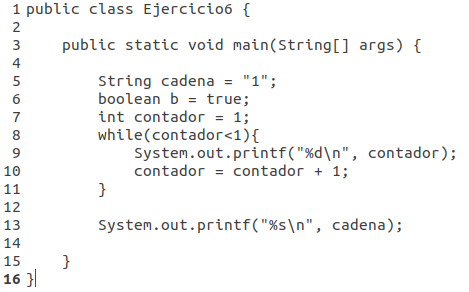 1 public class Ejercicio6 {
2
3     public static void main(String[] args) {
4
5         String cadena = "1";
6         boolean b = true;
7         int contador = 1;
8         while(contador<1){
9             System.out.printf("%d\n", contador);
10             contador = contador + 1;
11         }
12
13         System.out.printf("%s\n", cadena);
14
15     }
16 }